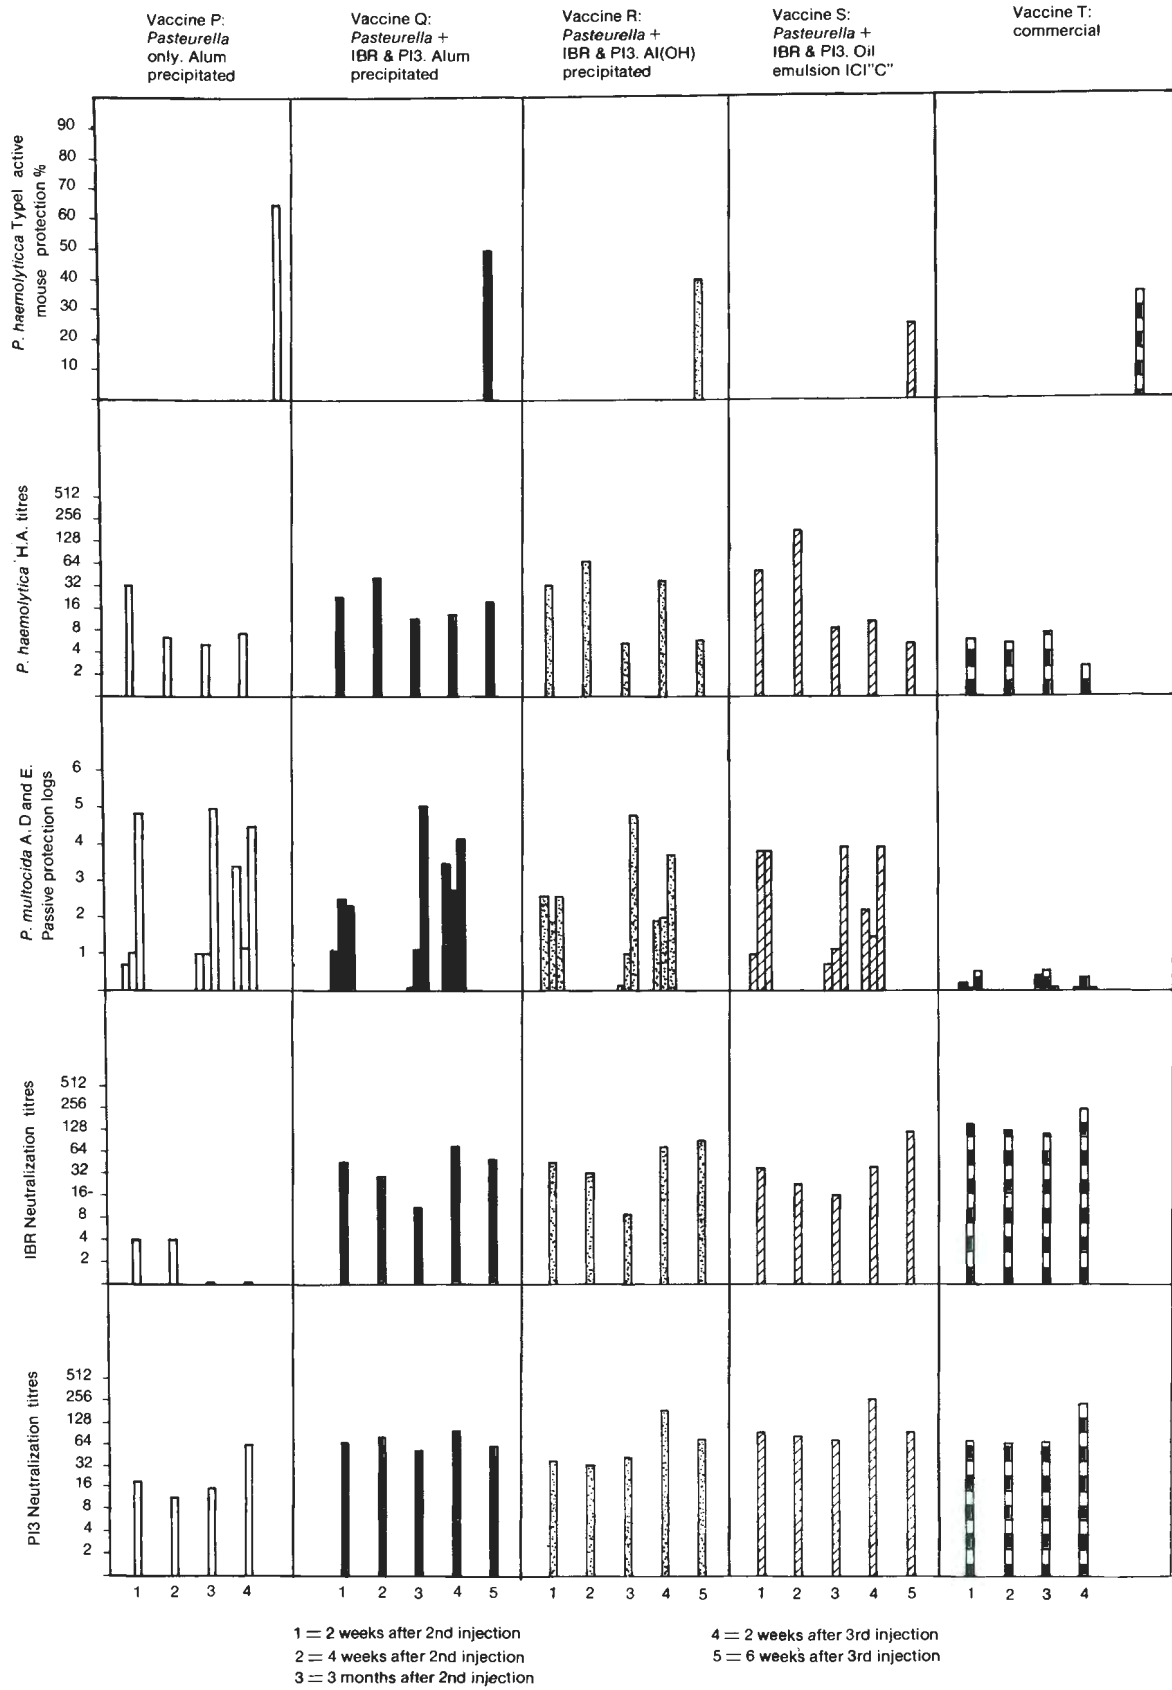 Vaccine P:
Pasteurella
only. Alum
precipitated
Vaccine Q:
Pasteurella +
IBR & PI3. Alum
precipitated
Vaccine R:
Pasteurella +
IBR & PI3. Al(OH)
precipitated
Vaccine S:
Pasteurella +
IBR & PI3. Oil
emulsion ICI"C"
Vaccine T:
commercial
P. haemolyticca TypeI active
mouse protection %
90
80
70
60
50
40
30
20
10
P. haemolytica H.A. titres
512
256
128
64
32
16
8
4
2
P. multocida A. D and E.
Passive protection logs
6
5
4
3
2
1
IBR Neutralization titres
512
256
128
64
32
16-
8
4
2
PI3 Neutralization titres
512
256
128
64
32
16
8
4
2
1 2 3 4 1 2 3 4 5 1 2 3 4 5 1 2 3 4 5 1 2 3 4
1 = 2 weeks after 2nd injection
2 = 4 weeks after 2nd injection
3 = 3 months after 2nd injection
4 = 2 weeks after 3rd injection
5 = 6 weeks after 3rd injection